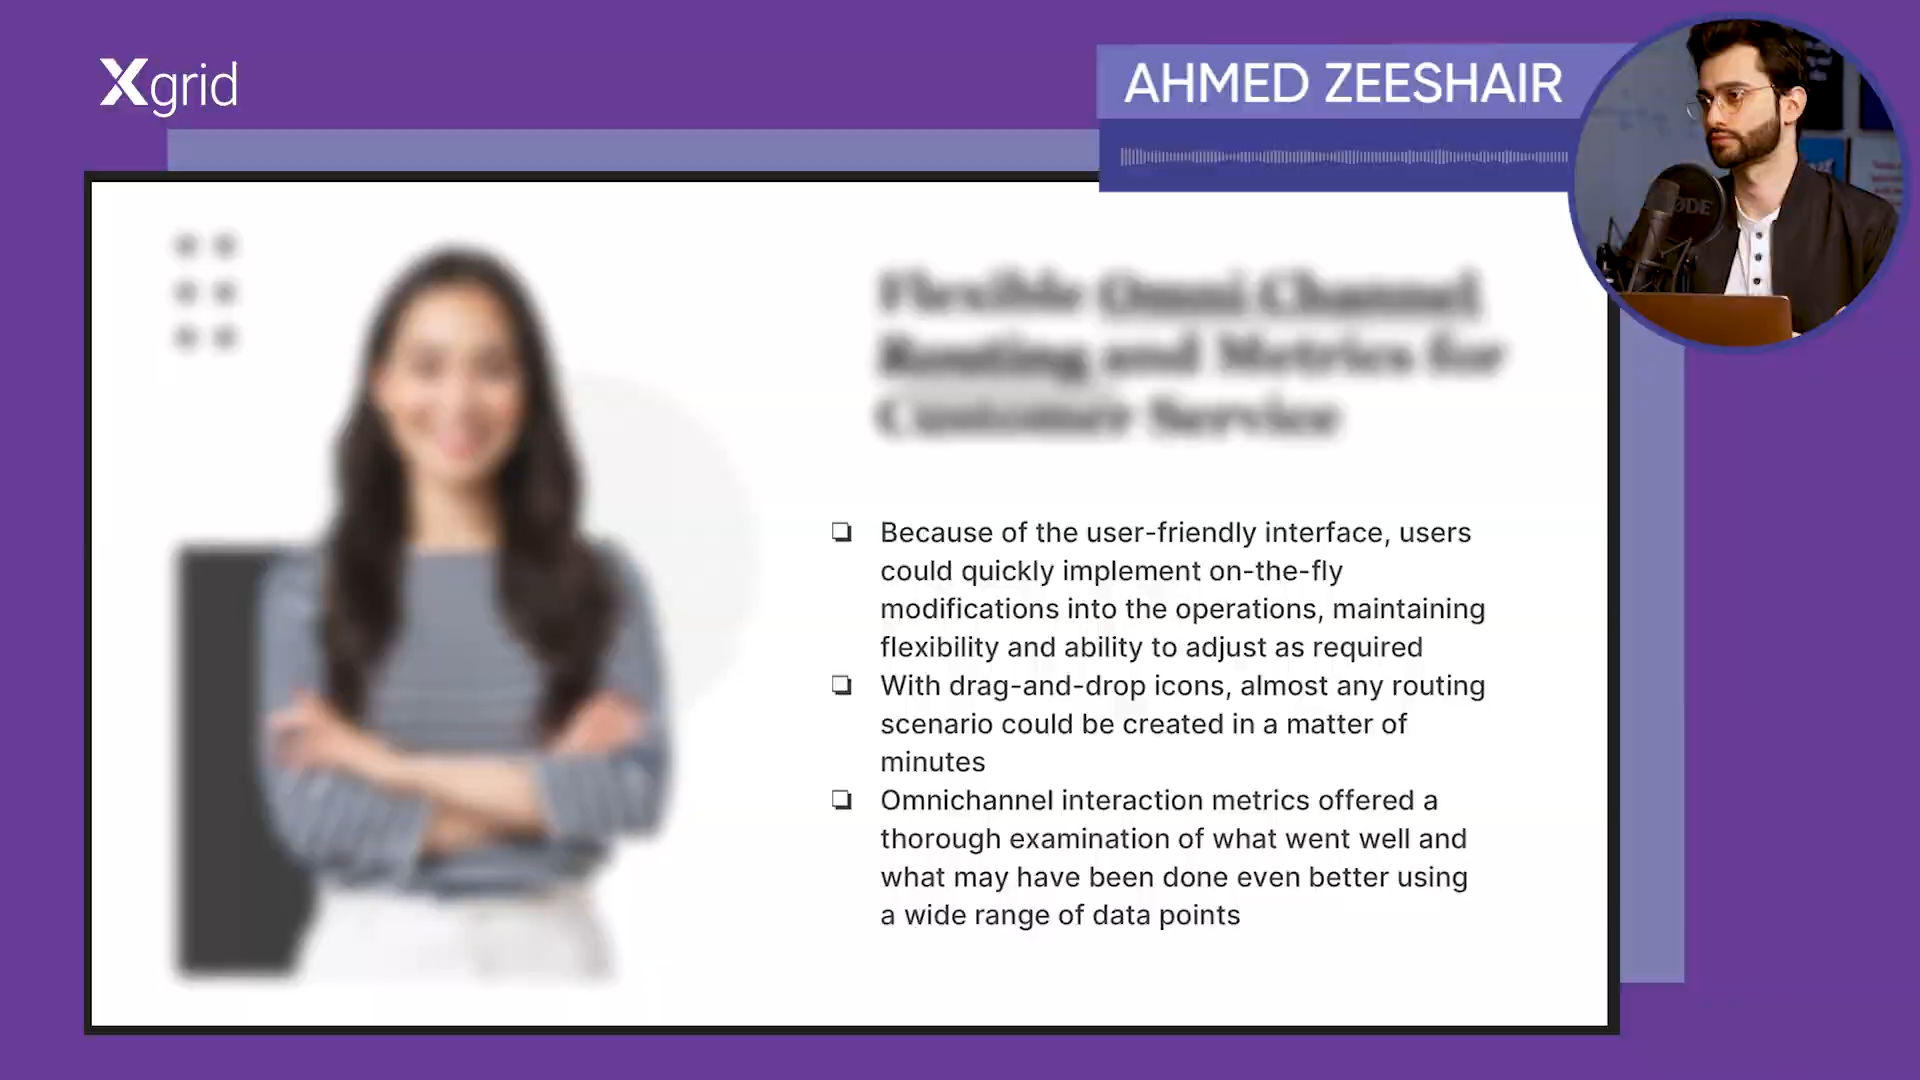 Xgrid
AHMED ZEESHAIR
RØDE
Flexible Omni Channel
Routing and Metrics for
Customer Service
Because of the user-friendly interface, users
could quickly implement on-the-fly
modifications into the operations, maintaining
flexibility and ability to adjust as required
With drag-and-drop icons, almost any routing
scenario could be created in a matter of
minutes
Omnichannel interaction metrics offered a
thorough examination of what went well and
what may have been done even better using
a wide range of data points